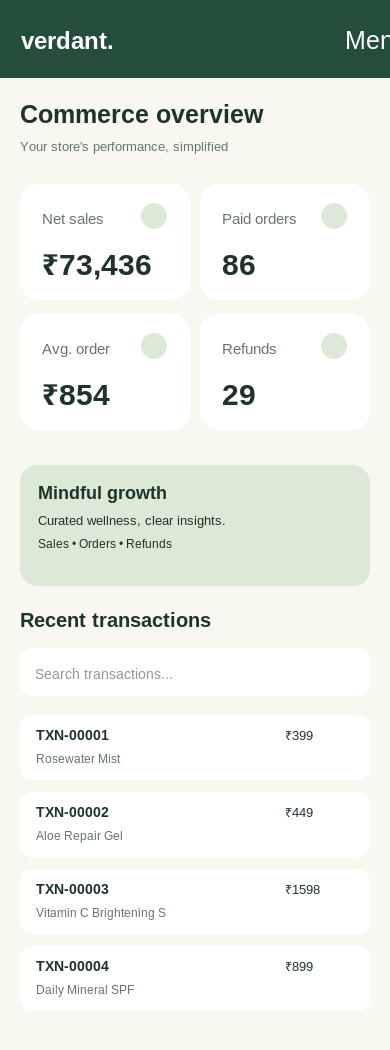 verdant.
Men
Commerce overview
Your store's performance, simplified
Net sales
₹73,436
Paid orders
86
Avg. order
₹854
Refunds
29
Mindful growth
Curated wellness, clear insights.
Sales • Orders • Refunds
Recent transactions
Search transactions...
TXN-00001 ₹399
Rosewater Mist
TXN-00002 ₹449
Aloe Repair Gel
TXN-00003 ₹1598
Vitamin C Brightening S
TXN-00004 ₹899
Daily Mineral SPF